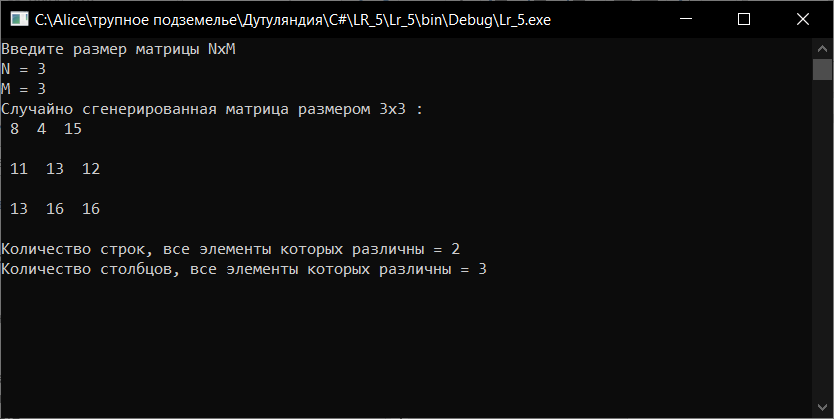 C:\Alice\трупное подземелье\Дутуляндия\C#\LR_5\Lr_5\bin\Debug\Lr_5.exe
Введите размер матрицы NxM
N = 3
M = 3
Случайно сгенерированная матрица размером 3x3 :
8 4 15
11 13 12
13 16 16
Количество строк, все элементы которых различны = 2
Количество столбцов, все элементы которых различны = 3